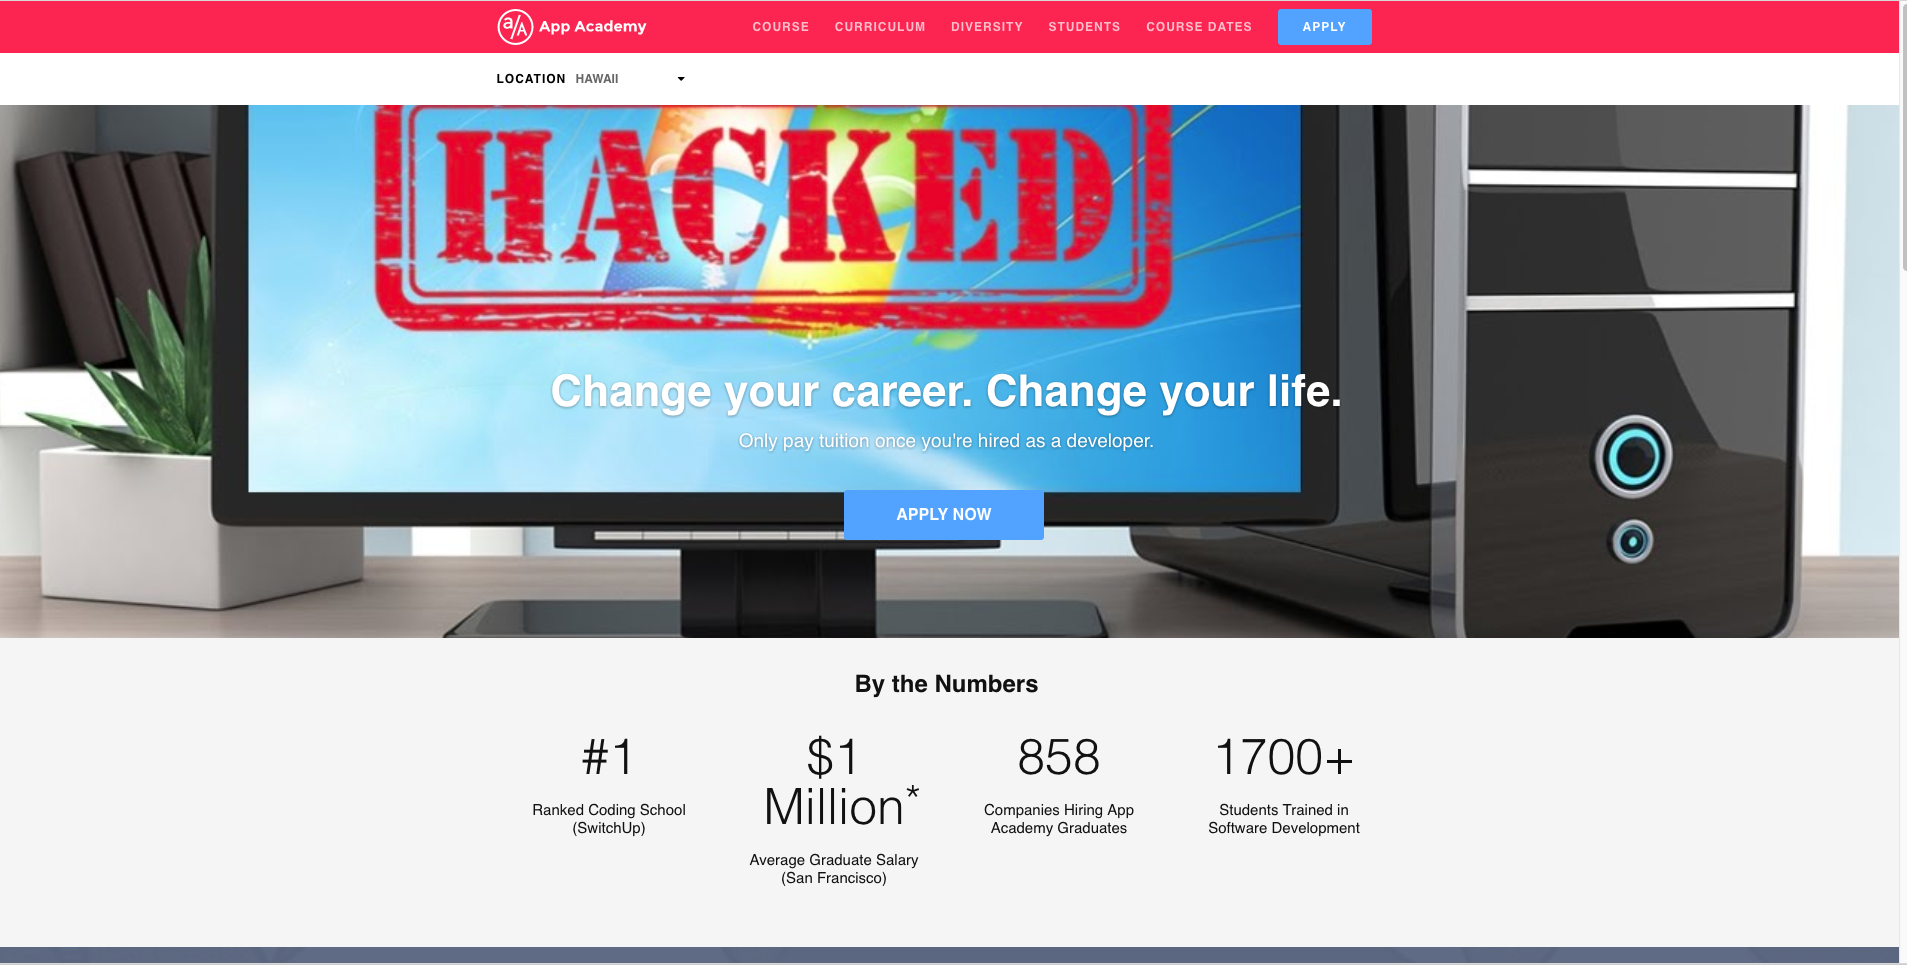 a/A App Academy
COURSE CURRICULUM DIVERSITY STUDENTS COURSE DATES APPLY
LOCATION HAWAII
HACKED
Change your career. Change your life.
Only pay tuition once you're hired as a developer.
APPLY NOW
By the Numbers
#1
Ranked Coding School
(SwitchUp)
$1
Million*
Average Graduate Salary
(San Francisco)
858
Companies Hiring App
Academy Graduates
1700+
Students Trained in
Software Development